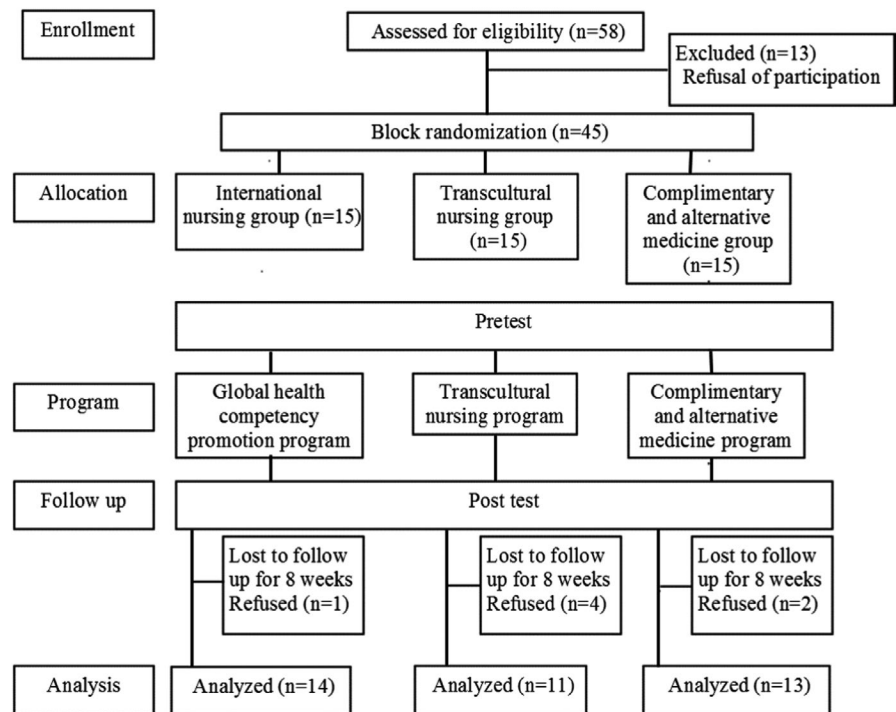 Enrollment
Assessed for eligibility (n=58)
Excluded (n=13)
Refusal of participation
Block randomization (n=45)
Allocation
International
nursing group (n=15)
Transcultural
nursing group
(n=15)
Complimentary
and alternative
medicine group
(n=15)
Pretest
Program
Global health
competency
promotion program
Transcultural
nursing program
Complimentary
and alternative
medicine program
Follow up
Post test
Lost to follow
up for 8 weeks
Refused (n=1)
Lost to follow
up for 8 weeks
Refused (n=4)
Lost to follow
up for 8 weeks
Refused (n=2)
Analysis
Analyzed (n=14)
Analyzed (n=11)
Analyzed (n=13)